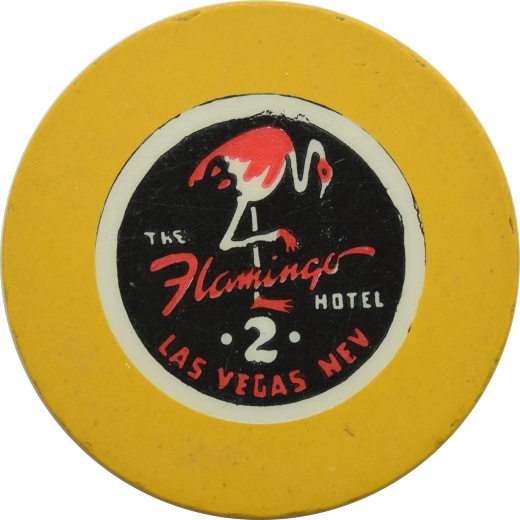 THE
Flamingo
HOTEL
·2·
LAS VEGAS NEV